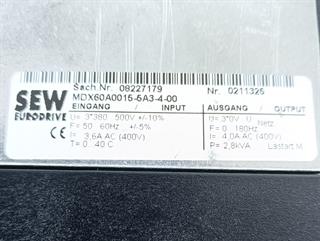 Sach.Nr. 08227179 Nr. 0211325
MDX60A0015-5A3-4-00
EINGANG / INPUT AUSGANG / OUTPUT
SEW
EURODRIVE
U= 3*380...500V +/-10% U= 3*0V...U Netz
F= 50...60Hz +/-5% F= 0...180Hz
I= 3,6A AC (400V) I= 4,0A AC (400V)
T= 0...40 C P= 2,8kVA Lastart M
CE